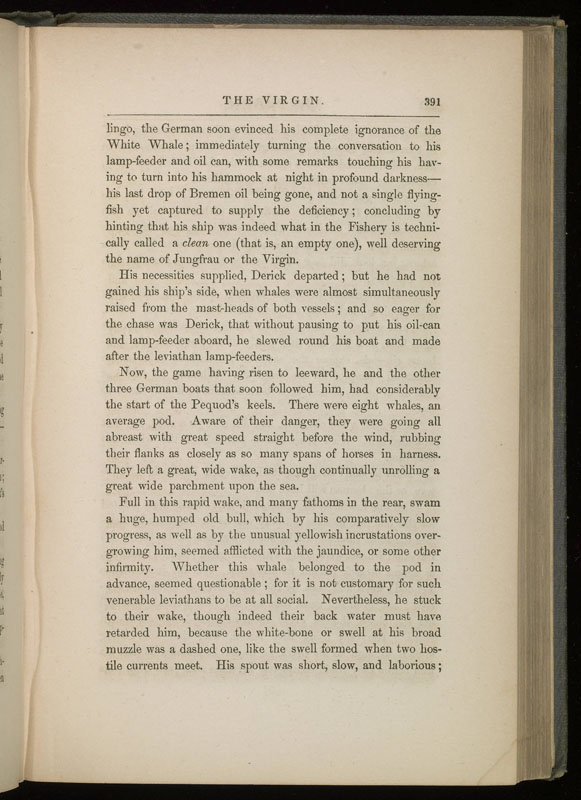 THE VIRGIN. 391
lingo, the German soon evinced his complete ignorance of the
White Whale; immediately turning the conversation to his
lamp-feeder and oil can, with some remarks touching his hav-
ing to turn into his hammock at night in profound darkness—
his last drop of Bremen oil being gone, and not a single flying-
fish yet captured to supply the deficiency; concluding by
hinting that his ship was indeed what in the Fishery is techni-
cally called a clean one (that is, an empty one), well deserving
the name of Jungfrau or the Virgin.
His necessities supplied, Derick departed; but he had not
gained his ship's side, when whales were almost simultaneously
raised from the mast-heads of both vessels; and so eager for
the chase was Derick, that without pausing to put his oil-can
and lamp-feeder aboard, he slewed round his boat and made
after the leviathan lamp-feeders.
Now, the game having risen to leeward, he and the other
three German boats that soon followed him, had considerably
the start of the Pequod's keels. There were eight whales, an
average pod. Aware of their danger, they were going all
abreast with great speed straight before the wind, rubbing
their flanks as closely as so many spans of horses in harness.
They left a great, wide wake, as though continually unrolling a
great wide parchment upon the sea.
Full in this rapid wake, and many fathoms in the rear, swam
a huge, humped old bull, which by his comparatively slow
progress, as well as by the unusual yellowish incrustations over-
growing him, seemed afflicted with the jaundice, or some other
infirmity. Whether this whale belonged to the pod in
advance, seemed questionable; for it is not customary for such
venerable leviathans to be at all social. Nevertheless, he stuck
to their wake, though indeed their back water must have
retarded him, because the white-bone or swell at his broad
muzzle was a dashed one, like the swell formed when two hos-
tile currents meet. His spout was short, slow, and laborious;